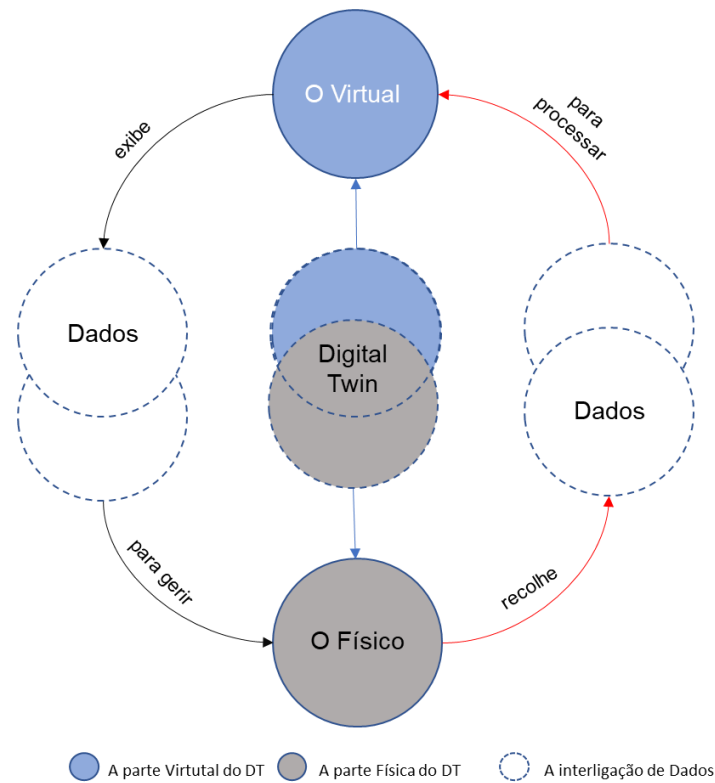 O Virtual
exibe
para
processar
Dados
Digital
Twin
Dados
para gerir
recolhe
O Físico
A parte Virtutal do DT
A parte Física do DT
A interligação de Dados